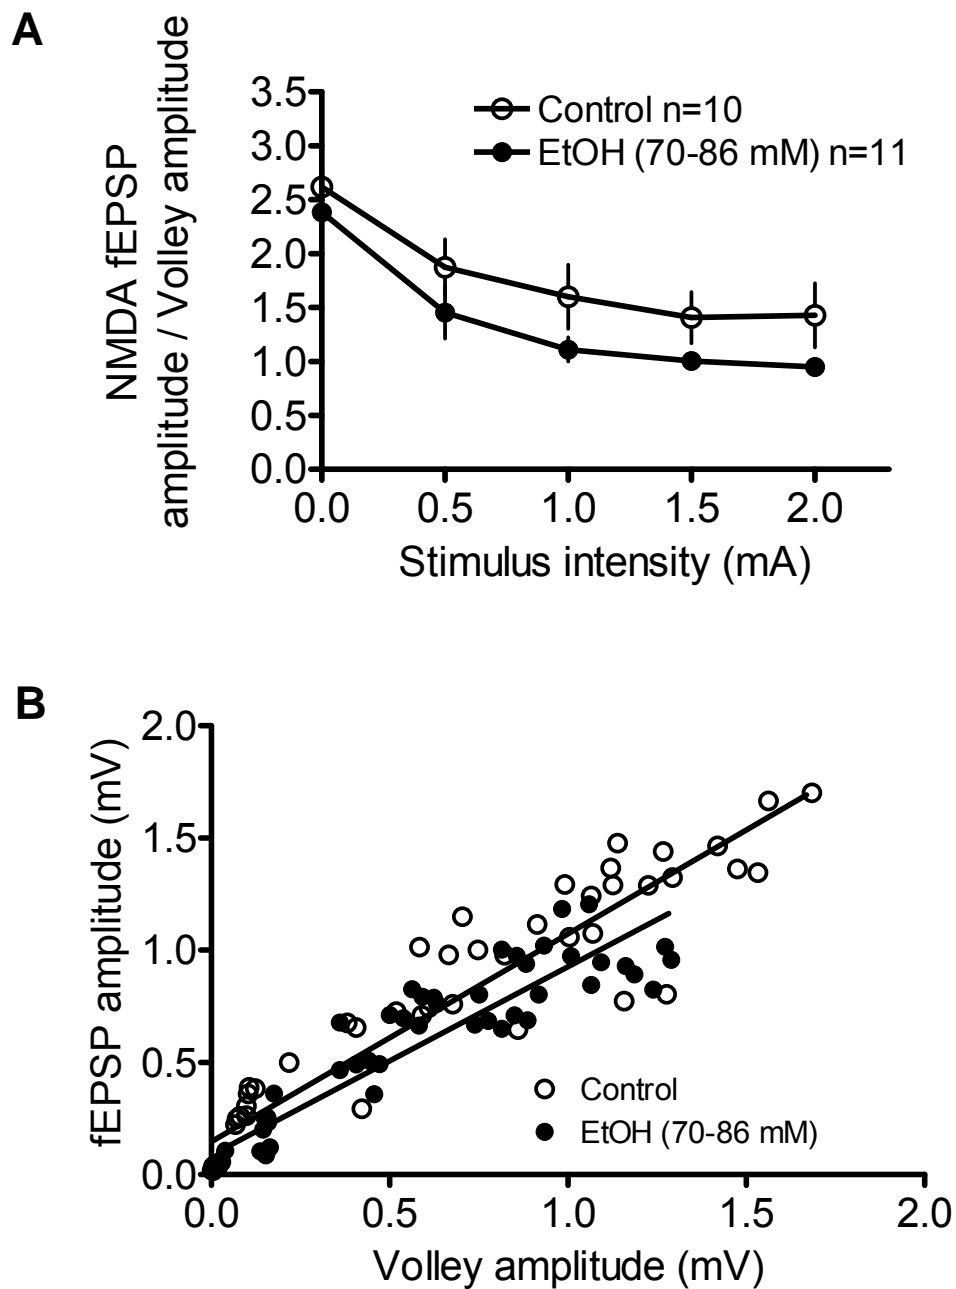 A
NMDA fEPSP
amplitude / Volley amplitude
3.5
3.0
2.5
2.0
1.5
1.0
0.5
0.0
Control n=10
EtOH (70-86 mM) n=11
0.0 0.5 1.0 1.5 2.0
Stimulus intensity (mA)
B
fEPSP amplitude (mV)
2.0
1.5
1.0
0.5
0.0
Control
EtOH (70-86 mM)
0.0 0.5 1.0 1.5 2.0
Volley amplitude (mV)